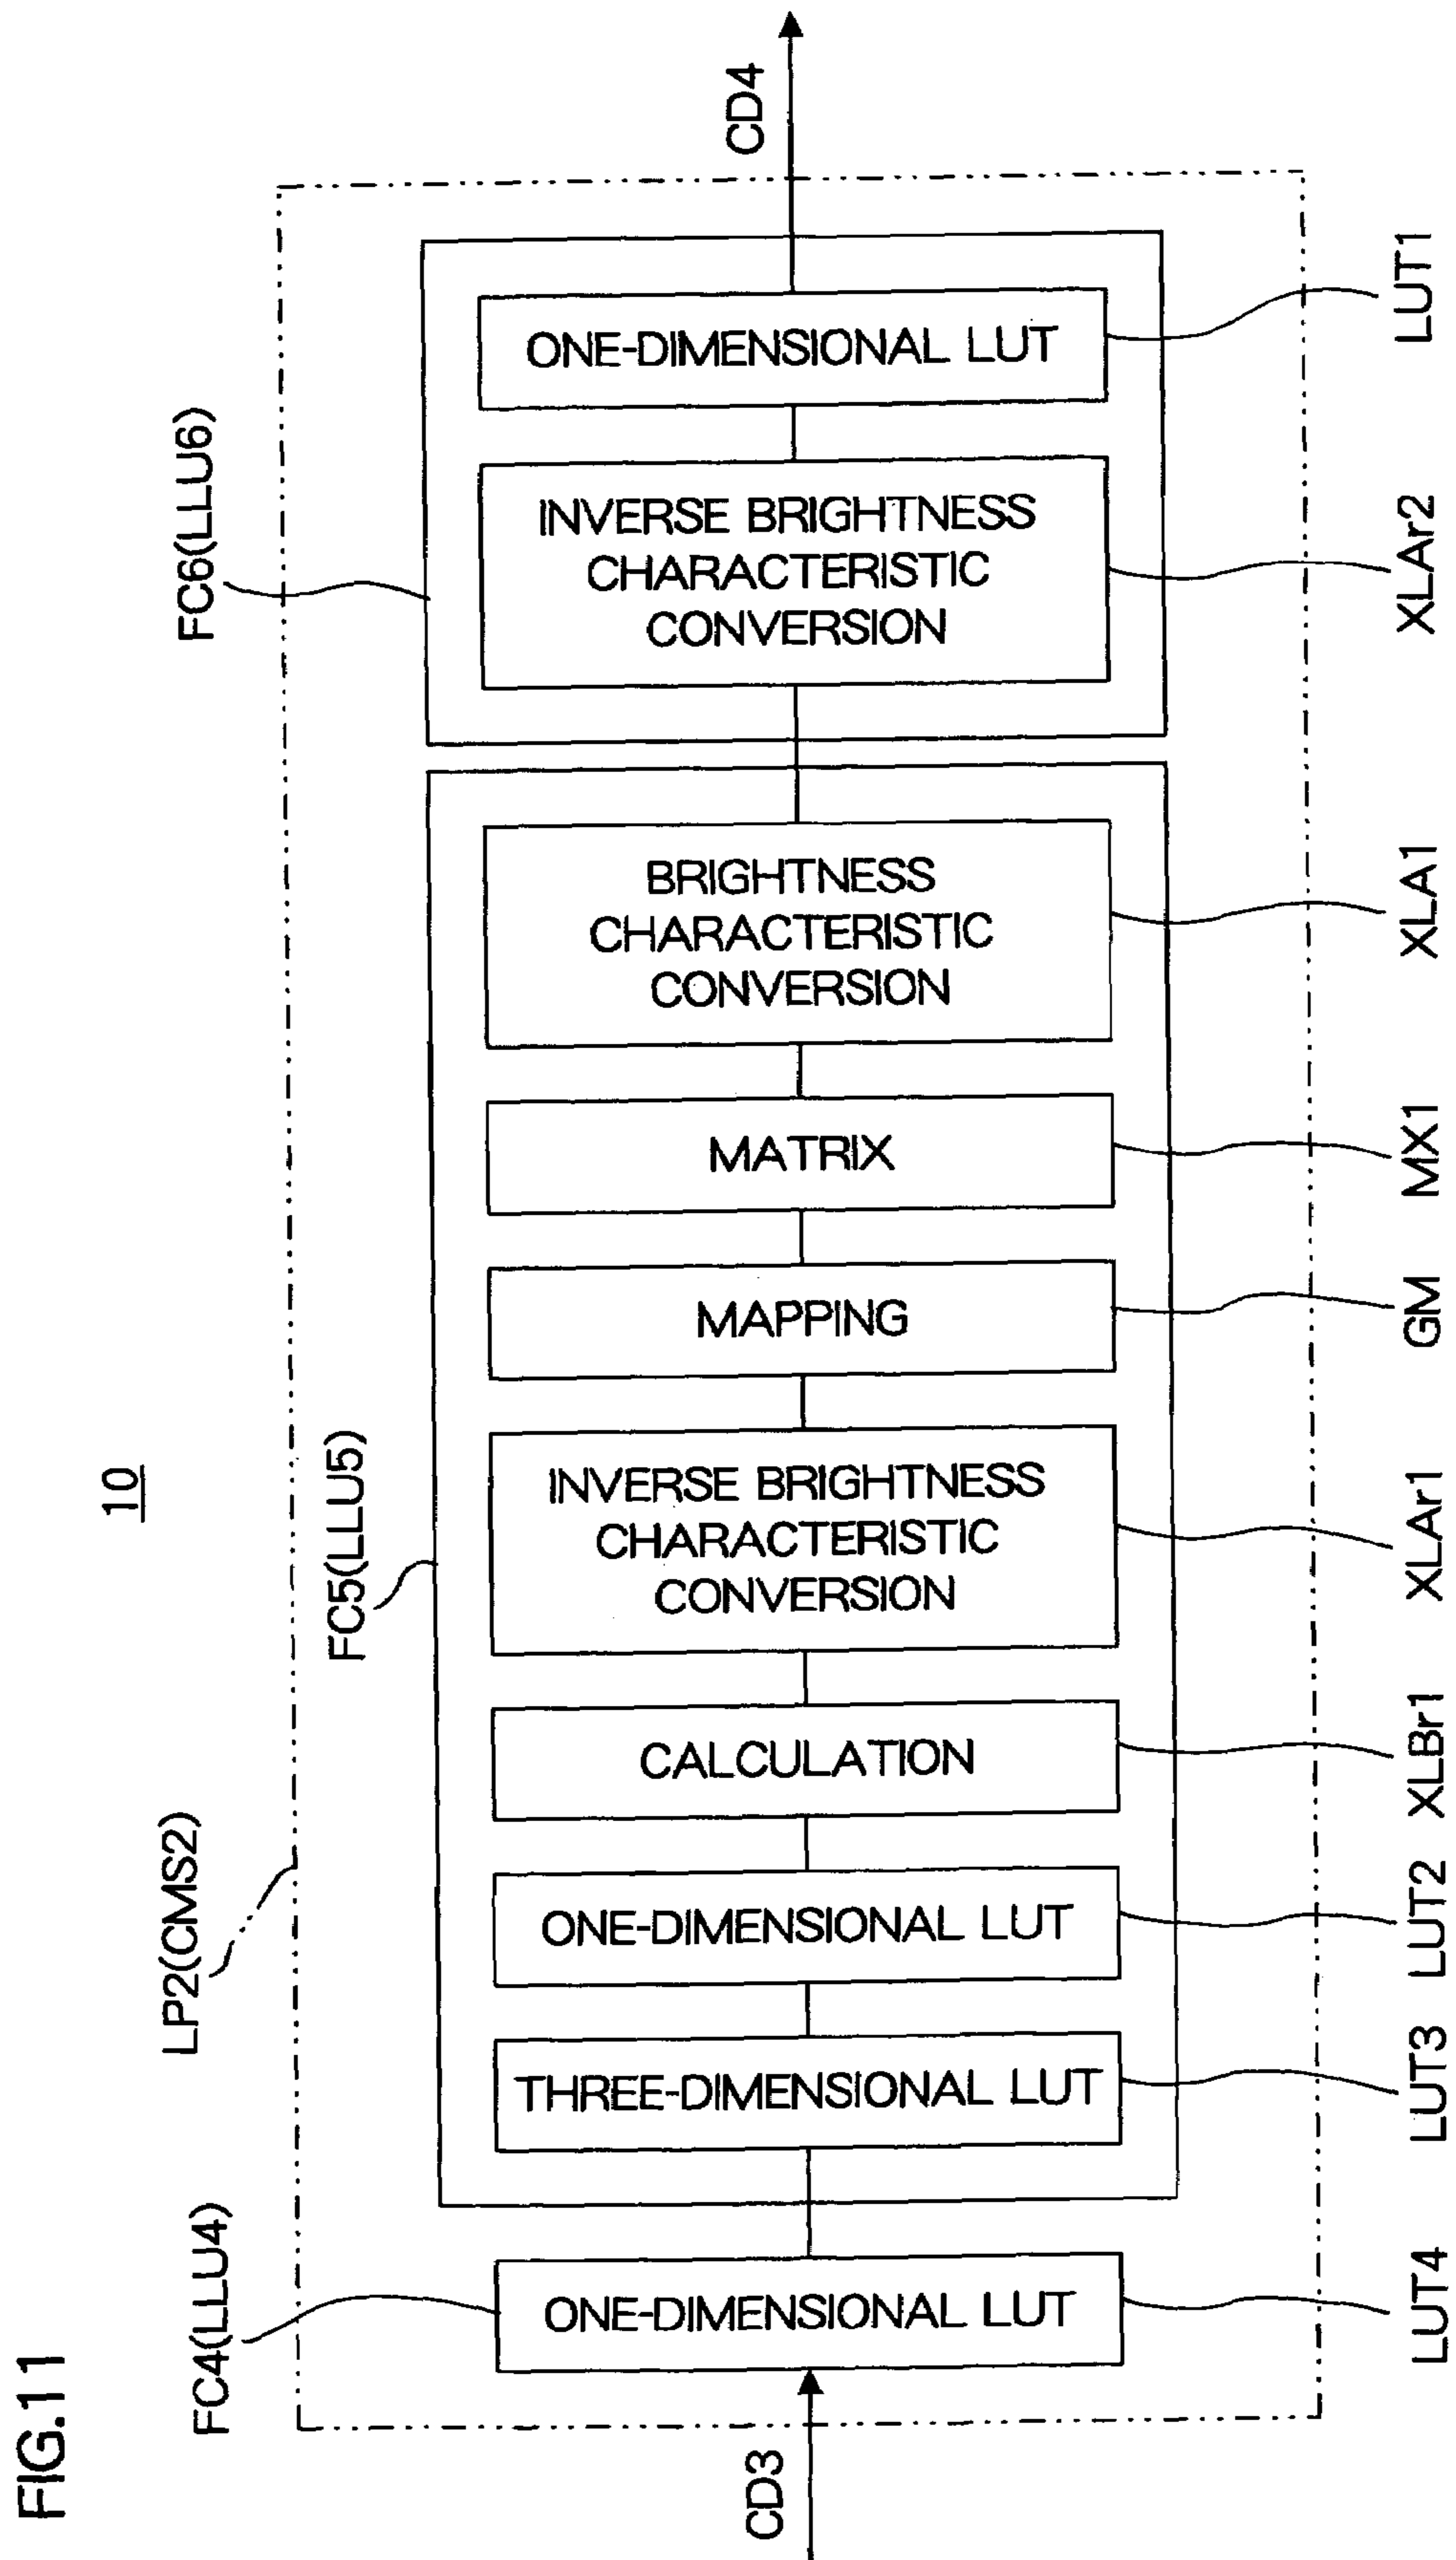 FIG.11
10
LP2(CMS2)
FC4(LLU4)
FC5(LLU5)
FC6(LLU6)
CD3
ONE-DIMENSIONAL LUT
THREE-DIMENSIONAL LUT
ONE-DIMENSIONAL LUT
CALCULATION
INVERSE BRIGHTNESS
CHARACTERISTIC
CONVERSION
MAPPING
MATRIX
BRIGHTNESS
CHARACTERISTIC
CONVERSION
INVERSE BRIGHTNESS
CHARACTERISTIC
CONVERSION
ONE-DIMENSIONAL LUT
CD4
LUT4
LUT3
LUT2
XLBr1
XLAr1
GM
MX1
XLA1
XLAr2
LUT1